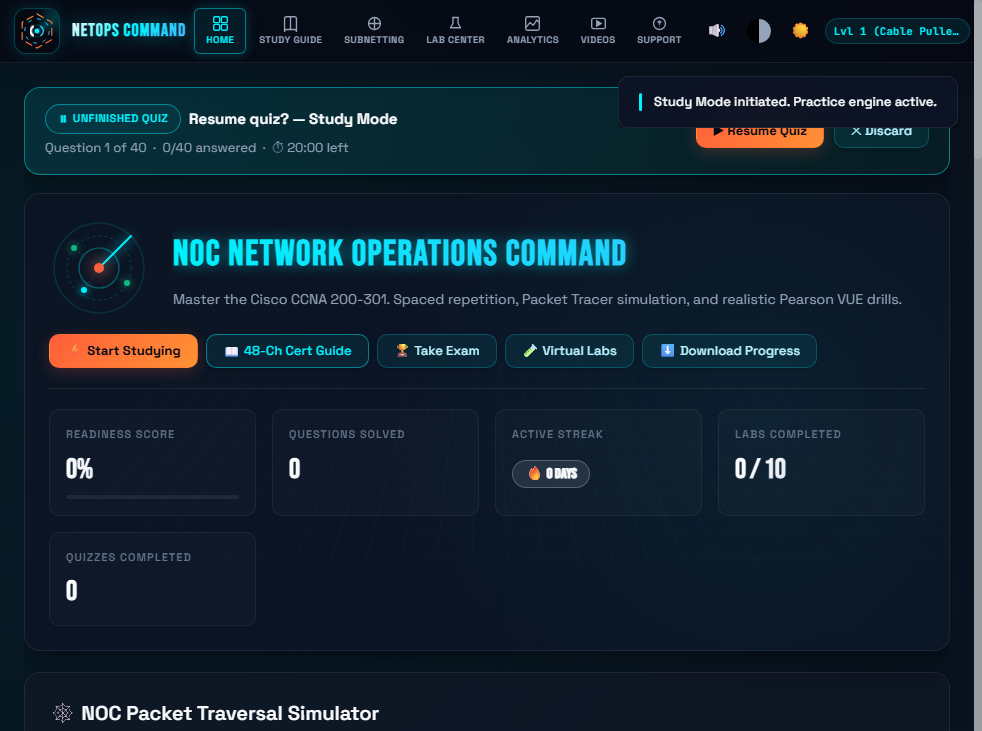 NETOPS COMMAND
HOME
STUDY GUIDE
SUBNETTING
LAB CENTER
ANALYTICS
VIDEOS
SUPPORT
Lvl 1 (Cable Pulle…
Study Mode initiated. Practice engine active.
UNFINISHED QUIZ
Resume quiz? — Study Mode
Question 1 of 40 · 0/40 answered · ⏱ 20:00 left
▶ Resume Quiz
✕ Discard
NOC NETWORK OPERATIONS COMMAND
Master the Cisco CCNA 200-301. Spaced repetition, Packet Tracer simulation, and realistic Pearson VUE drills.
Start Studying
48-Ch Cert Guide
Take Exam
Virtual Labs
Download Progress
READINESS SCORE
0%
QUESTIONS SOLVED
0
ACTIVE STREAK
0 DAYS
LABS COMPLETED
0 / 10
QUIZZES COMPLETED
0
NOC Packet Traversal Simulator